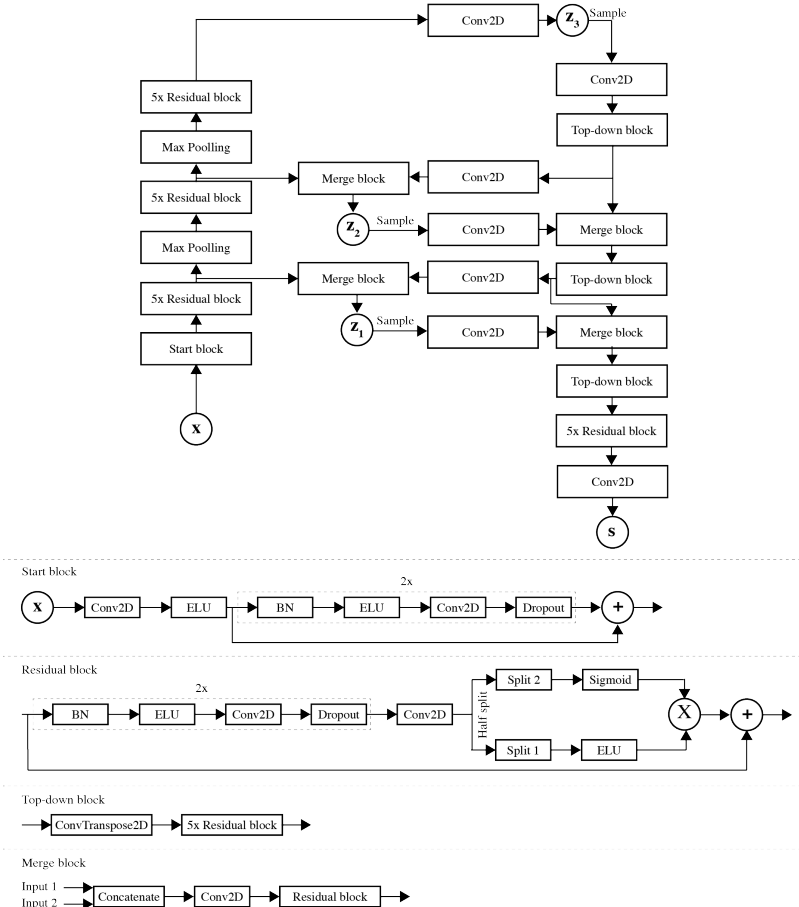 Conv2D
z3
Sample
5x Residual block
Conv2D
Max Poolling
Top-down block
5x Residual block
Merge block
Conv2D
z2
Sample
Conv2D
Merge block
Max Poolling
Merge block
Conv2D
Top-down block
5x Residual block
z1
Sample
Conv2D
Merge block
Start block
Top-down block
x
5x Residual block
Conv2D
s
Start block
2x
x
Conv2D
ELU
BN
ELU
Conv2D
Dropout
+
Residual block
2x
BN
ELU
Conv2D
Dropout
Conv2D
Half split
Split 2
Sigmoid
Split 1
ELU
X
+
Top-down block
ConvTranspose2D
5x Residual block
Merge block
Input 1
Input 2
Concatenate
Conv2D
Residual block